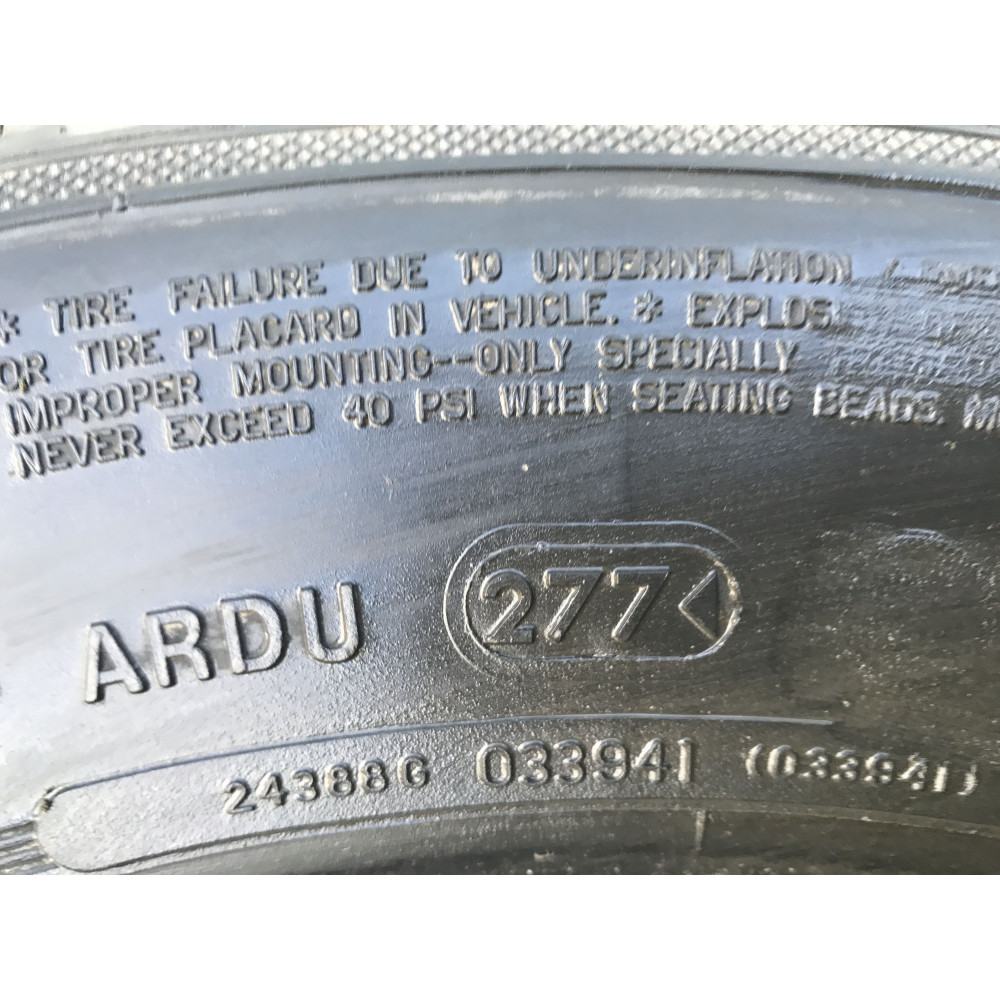 * TIRE FAILURE DUE TO UNDERINFLATION /
OR TIRE PLACARD IN VEHICLE. * EXPLOSI
IMPROPER MOUNTING--ONLY SPECIALLY
NEVER EXCEED 40 PSI WHEN SEATING BEADS. M
ARDU 277◁
24388G 033941 (033941)